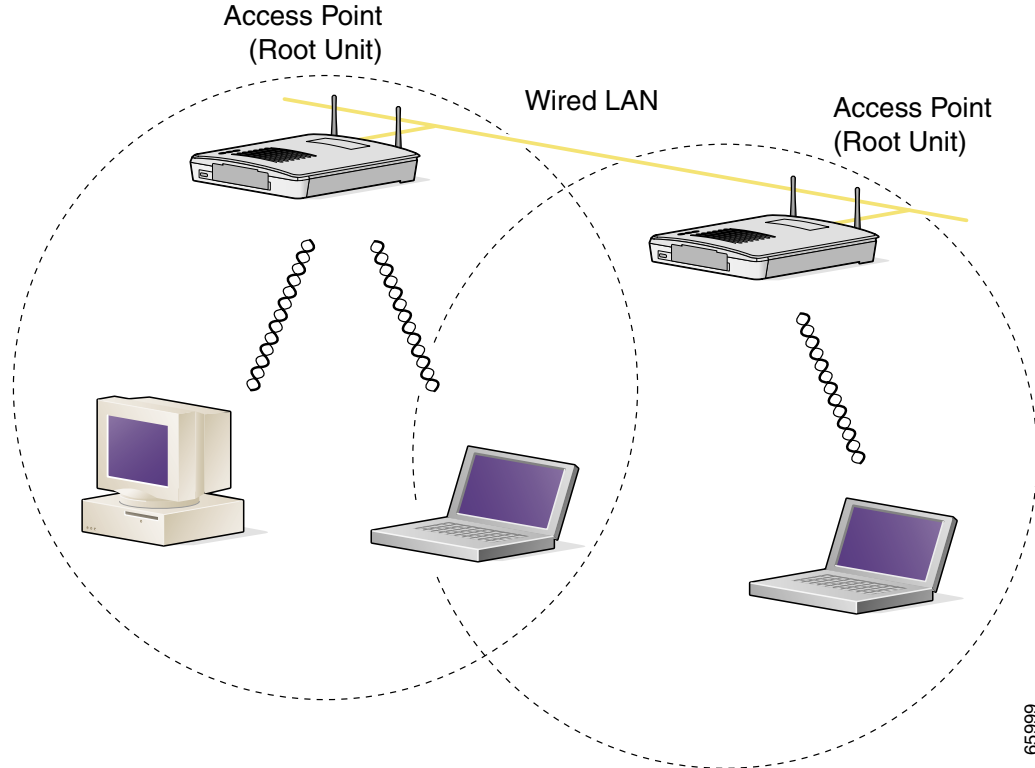 Access Point
(Root Unit)
Wired LAN
Access Point
(Root Unit)
65999